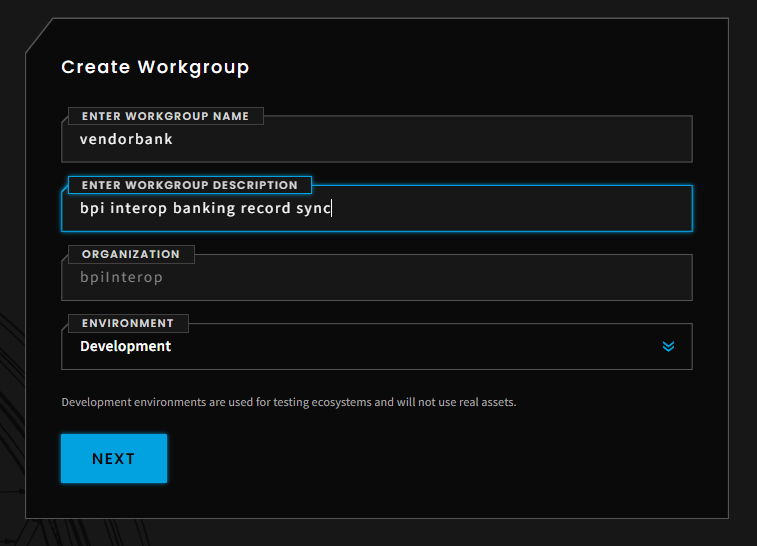 Create Workgroup
ENTER WORKGROUP NAME
vendorbank
ENTER WORKGROUP DESCRIPTION
bpi interop banking record sync
ORGANIZATION
bpiInterop
ENVIRONMENT
Development
Development environments are used for testing ecosystems and will not use real assets.
NEXT